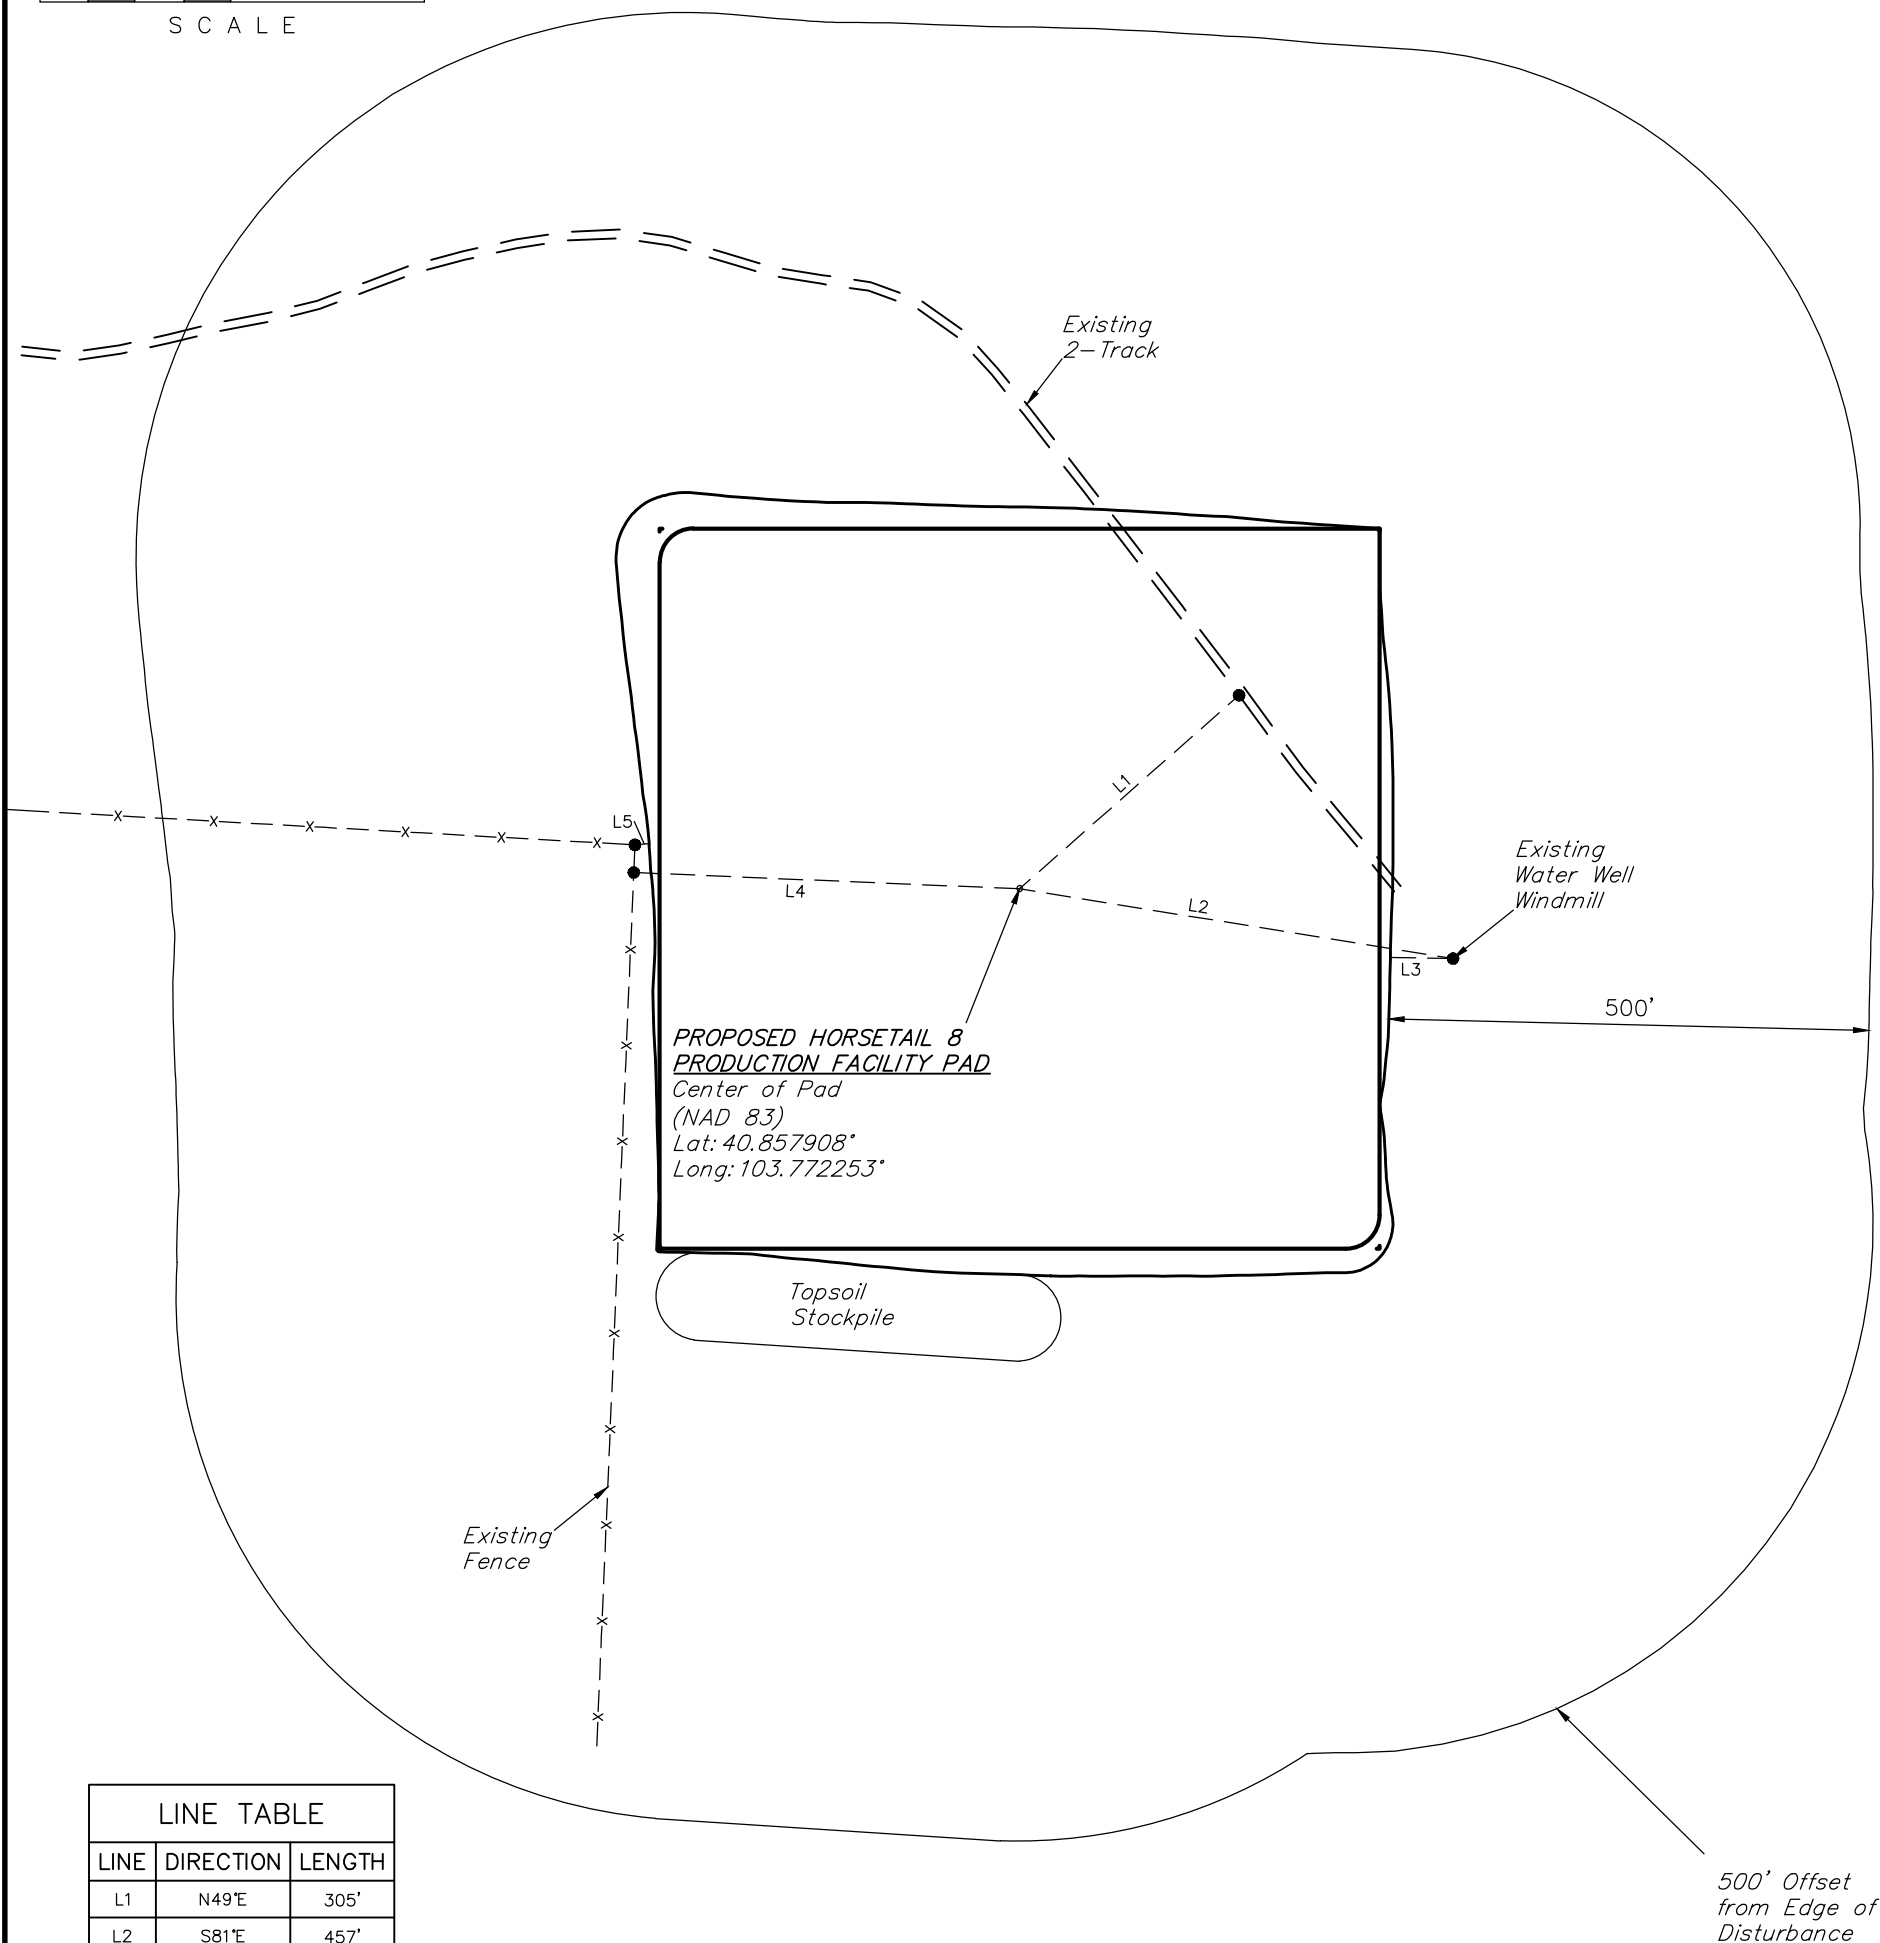 SCALE
Existing
2-Track
L1
L5
Existing
Water Well
Windmill
L4
L2
L3
500'
PROPOSED HORSETAIL 8
PRODUCTION FACILITY PAD
Center of Pad
(NAD 83)
Lat: 40.857908°
Long: 103.772253°
Topsoil
Stockpile
Existing
Fence
LINE TABLE
LINE DIRECTION LENGTH
L1 N49°E 305'
L2 S81°E 457'
500' Offset
from Edge of
Disturbance